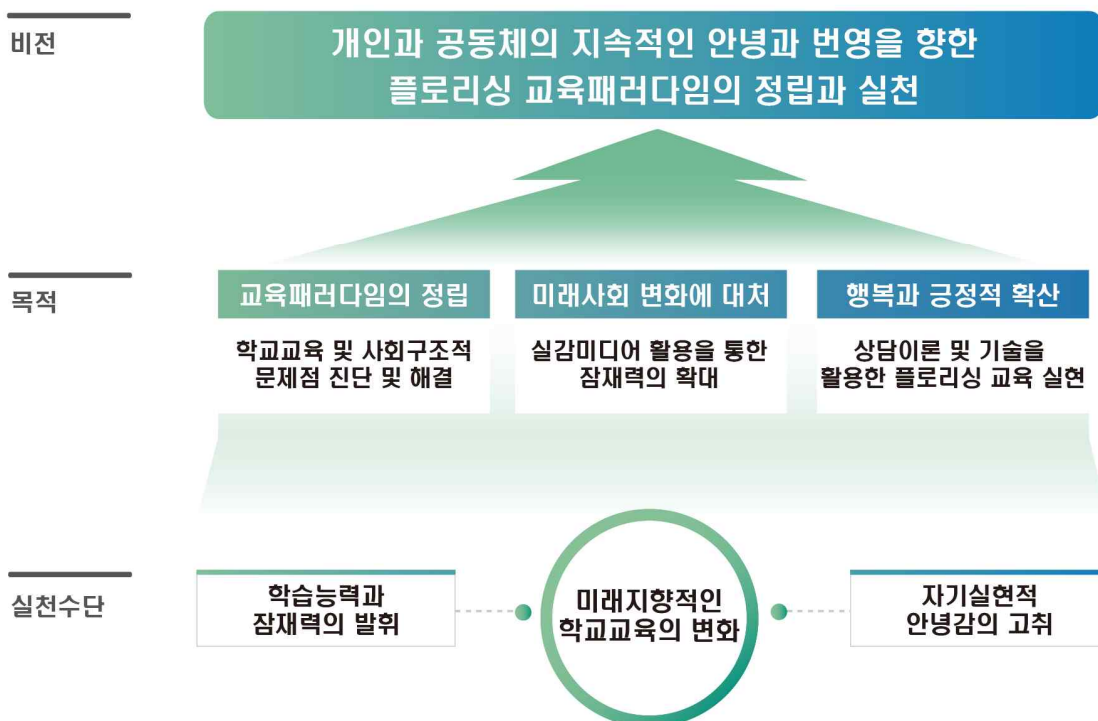 비전
개인과 공동체의 지속적인 안녕과 번영을 향한
플로리싱 교육패러다임의 정립과 실천
목적
교육패러다임의 정립
학교교육 및 사회구조적
문제점 진단 및 해결
미래사회 변화에 대처
실감미디어 활용을 통한
잠재력의 확대
행복과 긍정적 확산
상담이론 및 기술을
활용한 플로리싱 교육 실현
실천수단
학습능력과
잠재력의 발휘
미래지향적인
학교교육의 변화
자기실현적
안녕감의 고취